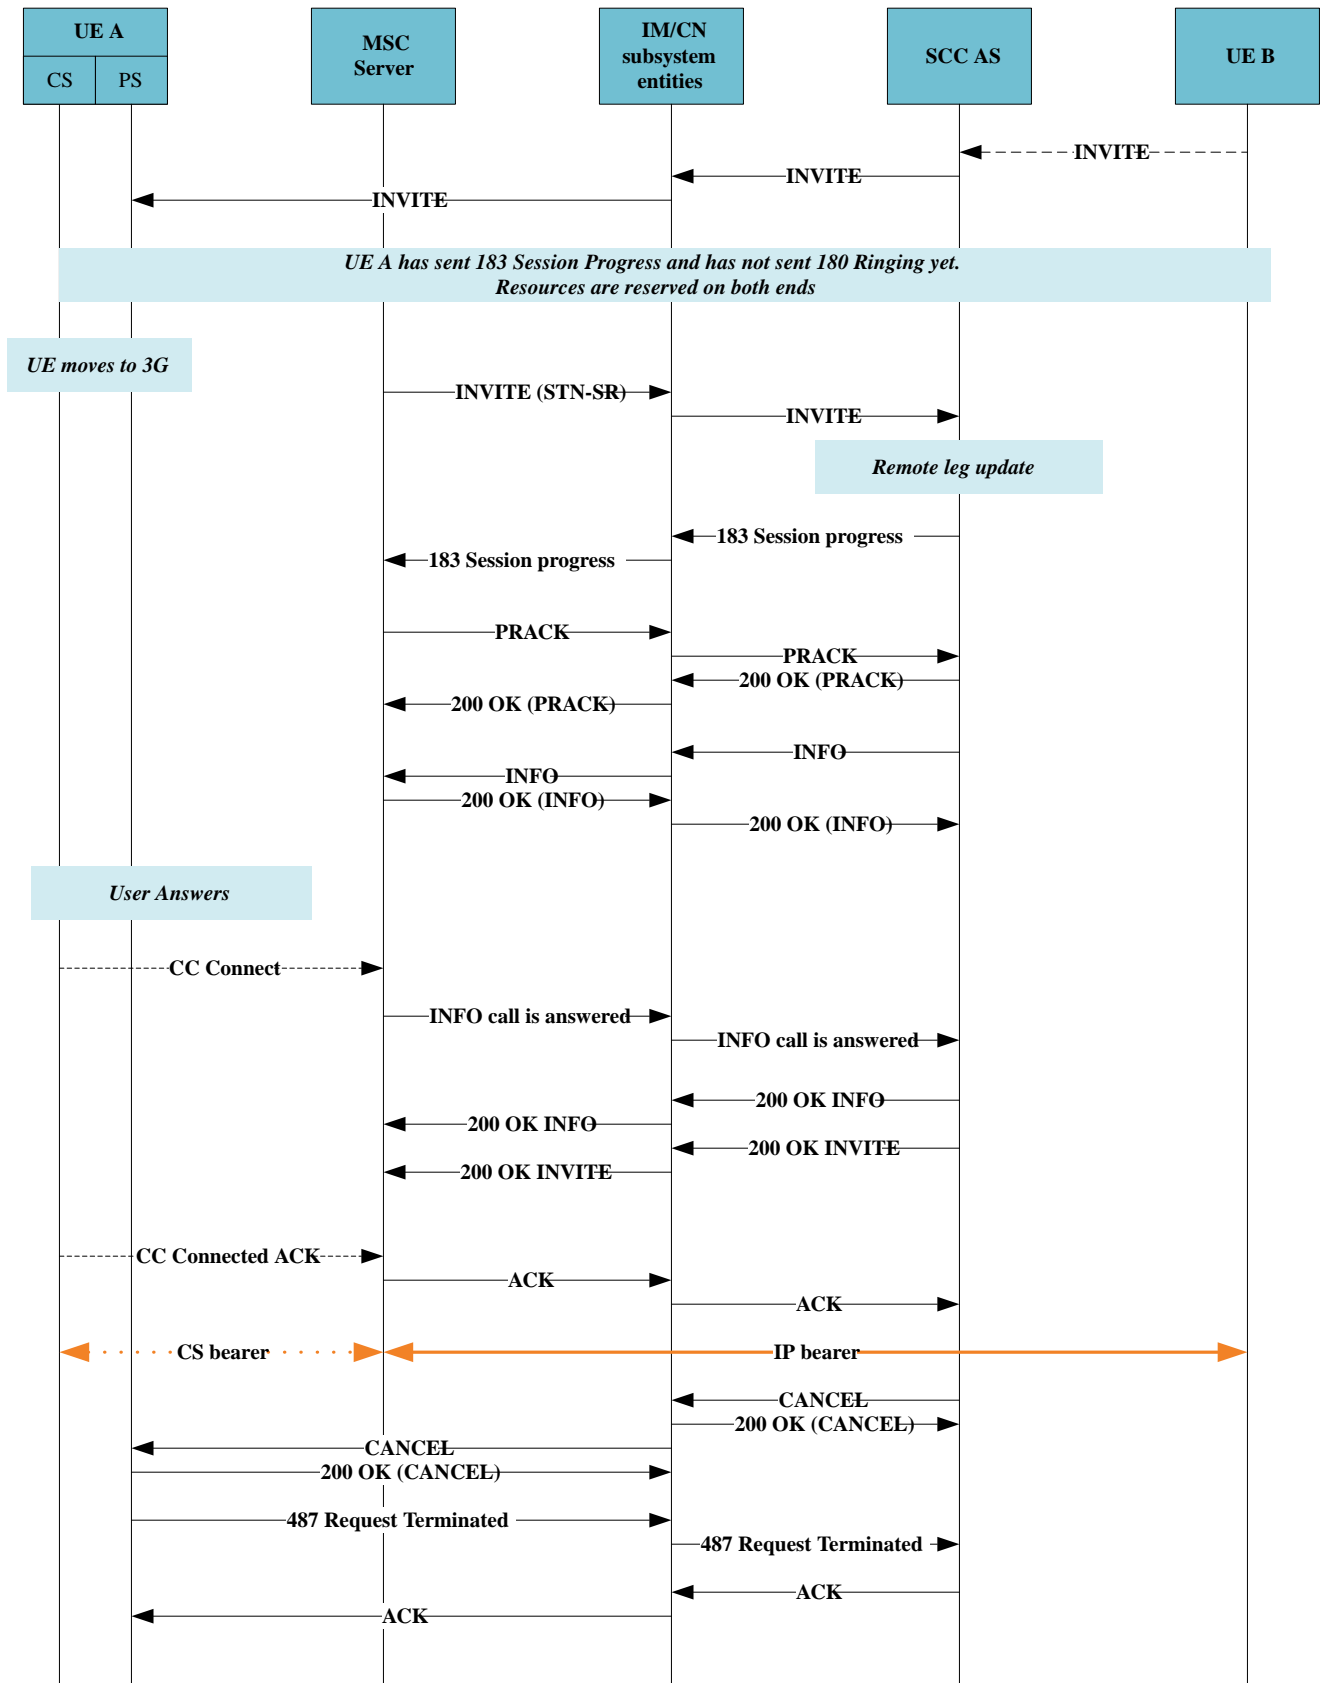 UE A
CS
PS
MSC
Server
IM/CN
subsystem
entities
SCC AS
UE B
INVITE
INVITE
INVITE
UE A has sent 183 Session Progress and has not sent 180 Ringing yet.
Resources are reserved on both ends
UE moves to 3G
INVITE (STN-SR)
INVITE
Remote leg update
183 Session progress
183 Session progress
PRACK
PRACK
200 OK (PRACK)
200 OK (PRACK)
INFO
INFO
200 OK (INFO)
200 OK (INFO)
User Answers
CC Connect
INFO call is answered
INFO call is answered
200 OK INFO
200 OK INFO
200 OK INVITE
200 OK INVITE
CC Connected ACK
ACK
ACK
CS bearer
IP bearer
CANCEL
200 OK (CANCEL)
CANCEL
200 OK (CANCEL)
487 Request Terminated
487 Request Terminated
ACK
ACK